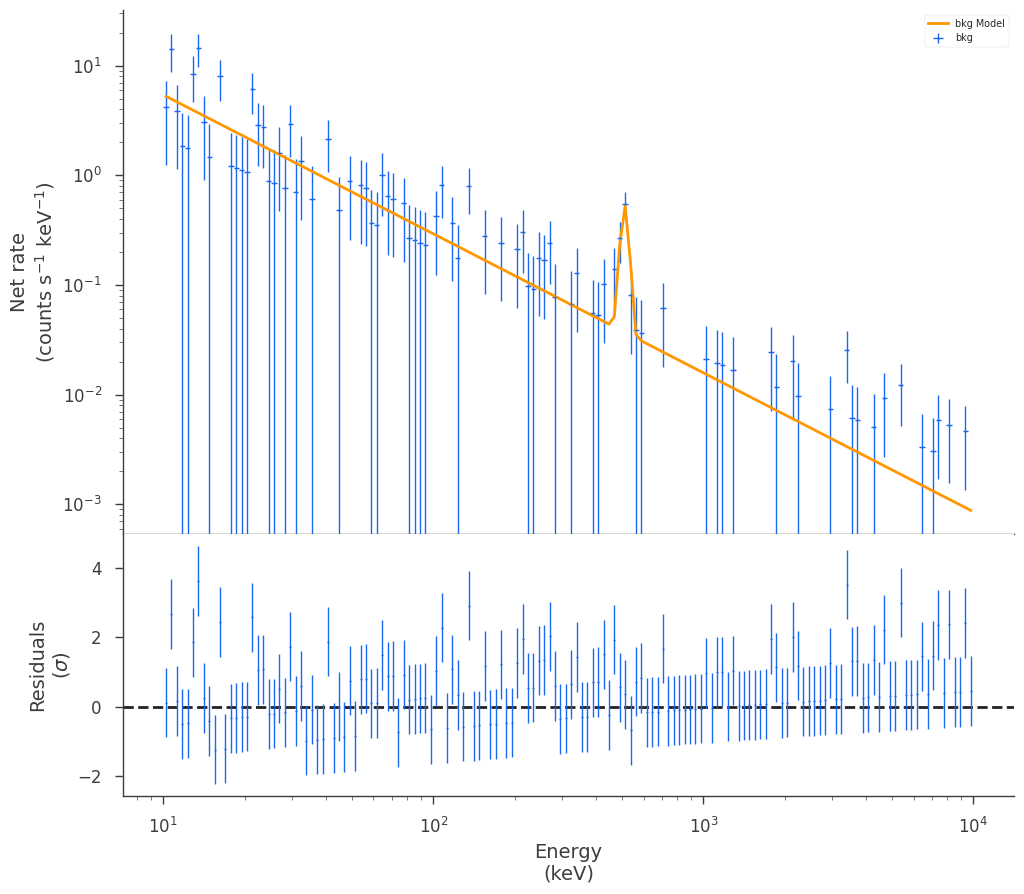 bkg Model
bkg
10¹
10⁰
10⁻¹
10⁻²
10⁻³
Net rate
(counts s⁻¹ keV⁻¹)
4
2
0
−2
Residuals
(σ)
10¹ 10² 10³ 10⁴
Energy
(keV)